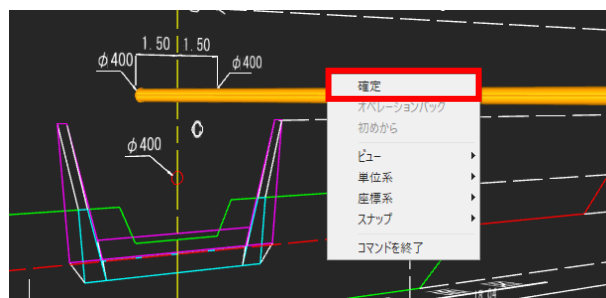 1.50 1.50
φ400
φ400
φ400
確定
オペレーションバック
初めから
ビュー
単位系
座標系
スナップ
コマンドを終了